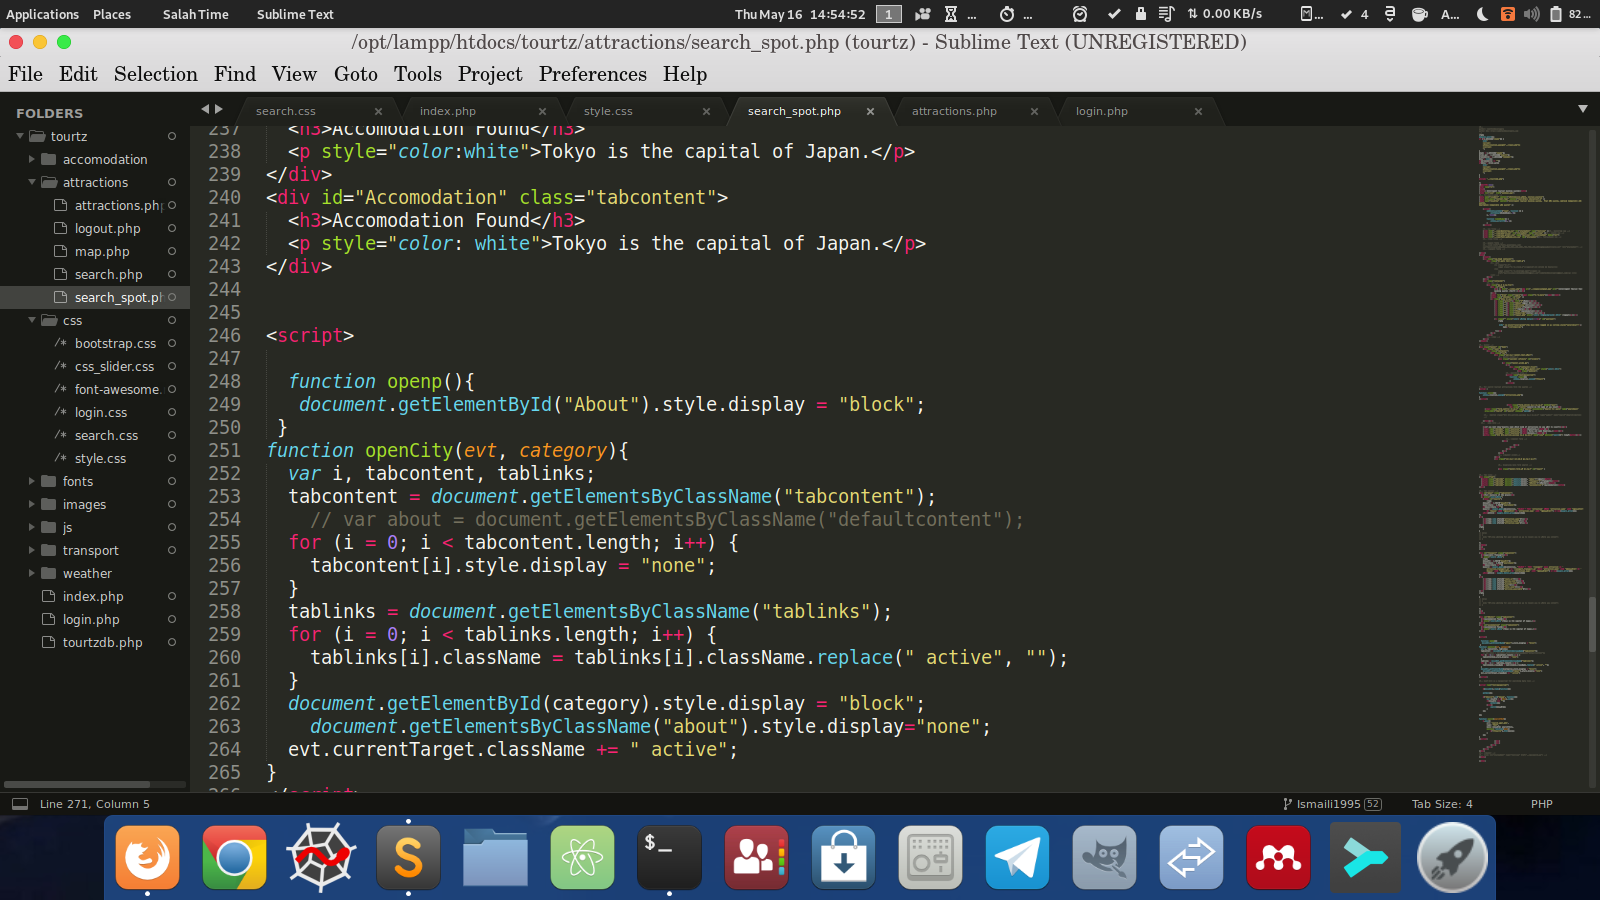 Applications Places Salah Time Sublime Text Thu May 16 14:54:52 1 ... ... 0.00 KB/s ... 4 A... 82...
/opt/lampp/htdocs/tourtz/attractions/search_spot.php (tourtz) - Sublime Text (UNREGISTERED)
File Edit Selection Find View Goto Tools Project Preferences Help
FOLDERS
tourtz
accomodation
attractions
attractions.php
logout.php
map.php
search.php
search_spot.ph
css
bootstrap.css
css_slider.css
font-awesome.
login.css
search.css
style.css
fonts
images
js
transport
weather
index.php
login.php
tourtzdb.php
search.css index.php style.css search_spot.php attractions.php login.php
237 <h3>Accomodation Found</h3>
238 <p style="color:white">Tokyo is the capital of Japan.</p>
239 </div>
240 <div id="Accomodation" class="tabcontent">
241 <h3>Accomodation Found</h3>
242 <p style="color: white">Tokyo is the capital of Japan.</p>
243 </div>
244
245
246 <script>
247
248 function openp(){
249 document.getElementById("About").style.display = "block";
250 }
251 function openCity(evt, category){
252 var i, tabcontent, tablinks;
253 tabcontent = document.getElementsByClassName("tabcontent");
254 // var about = document.getElementsByClassName("defaultcontent");
255 for (i = 0; i < tabcontent.length; i++) {
256 tabcontent[i].style.display = "none";
257 }
258 tablinks = document.getElementsByClassName("tablinks");
259 for (i = 0; i < tablinks.length; i++) {
260 tablinks[i].className = tablinks[i].className.replace(" active", "");
261 }
262 document.getElementById(category).style.display = "block";
263 document.getElementsByClassName("about").style.display="none";
264 evt.currentTarget.className += " active";
265 }
266 </script>
Line 271, Column 5 Ismaili1995 52 Tab Size: 4 PHP
$_